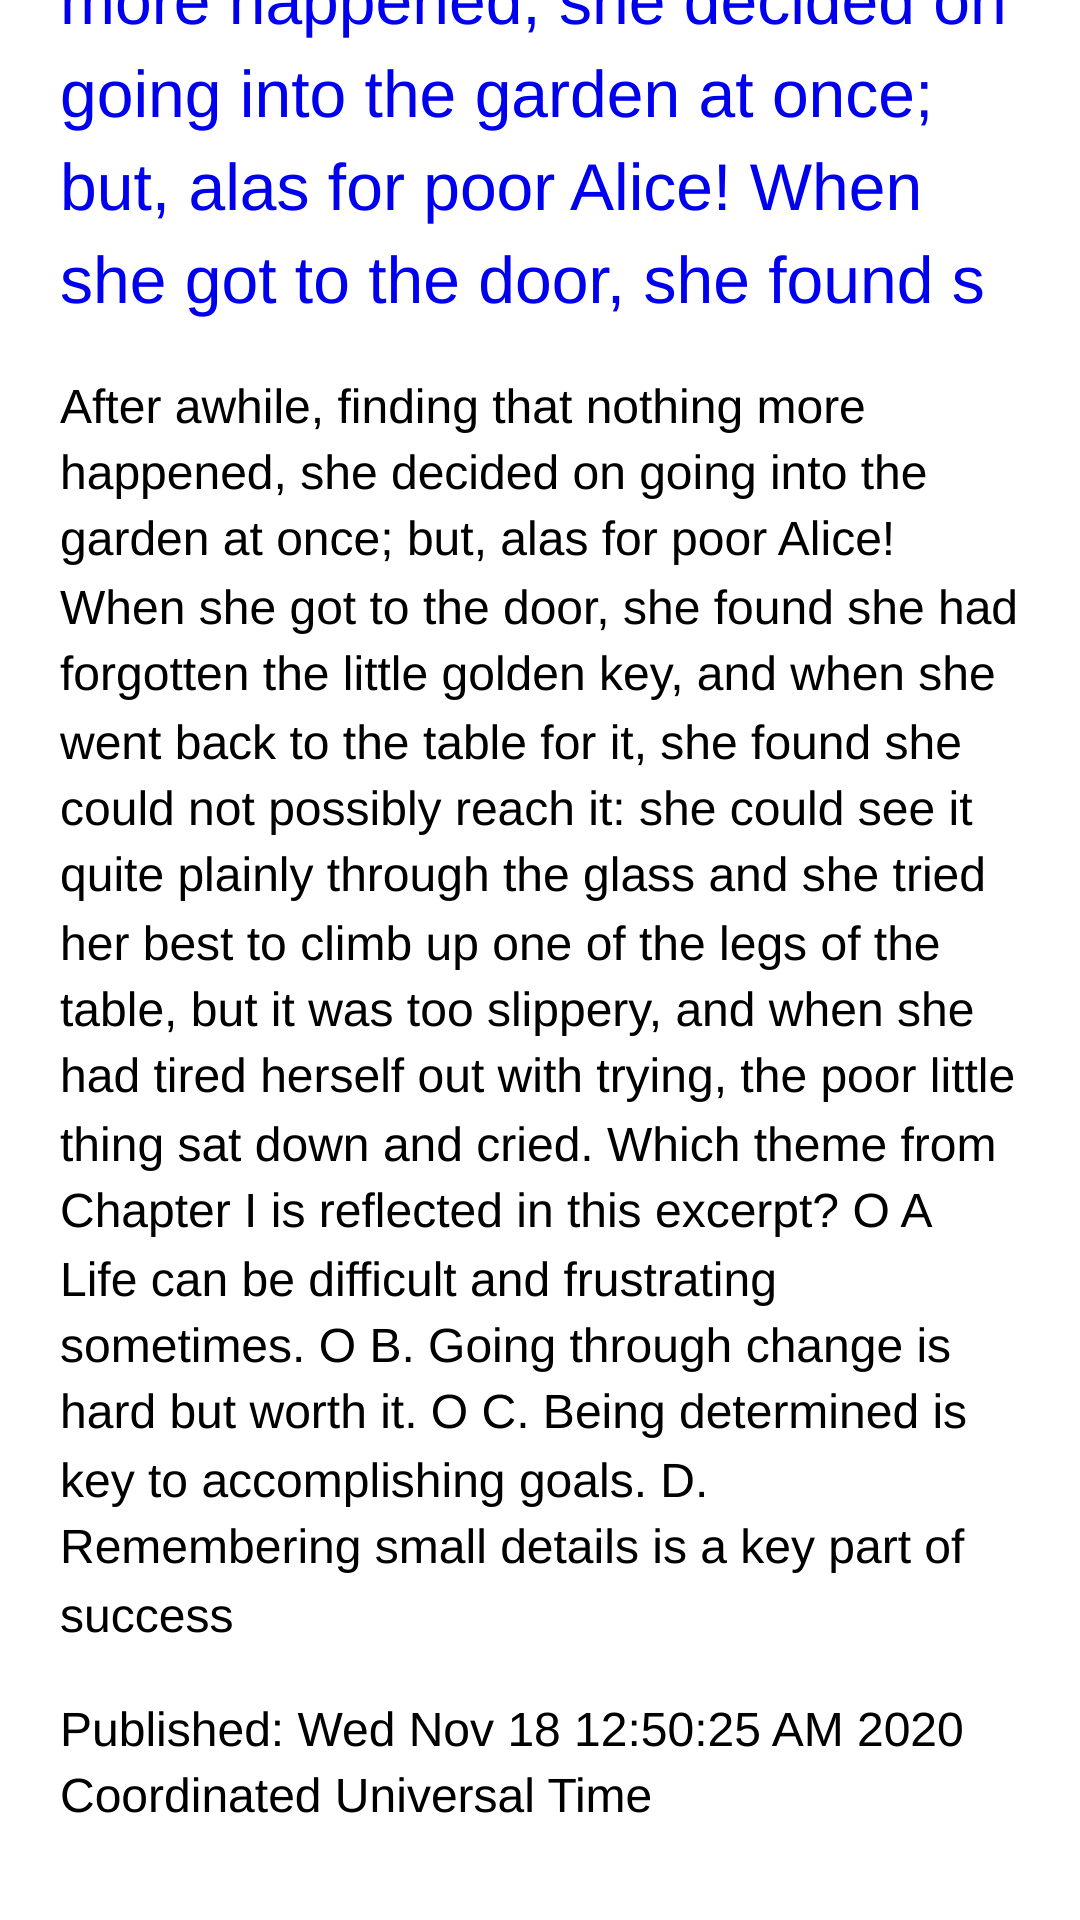 more happened, she decided on
going into the garden at once;
but, alas for poor Alice! When
she got to the door, she found s
After awhile, finding that nothing more
happened, she decided on going into the
garden at once; but, alas for poor Alice!
When she got to the door, she found she had
forgotten the little golden key, and when she
went back to the table for it, she found she
could not possibly reach it: she could see it
quite plainly through the glass and she tried
her best to climb up one of the legs of the
table, but it was too slippery, and when she
had tired herself out with trying, the poor little
thing sat down and cried. Which theme from
Chapter I is reflected in this excerpt? O A
Life can be difficult and frustrating
sometimes. O B. Going through change is
hard but worth it. O C. Being determined is
key to accomplishing goals. D.
Remembering small details is a key part of
success
Published: Wed Nov 18 12:50:25 AM 2020
Coordinated Universal Time